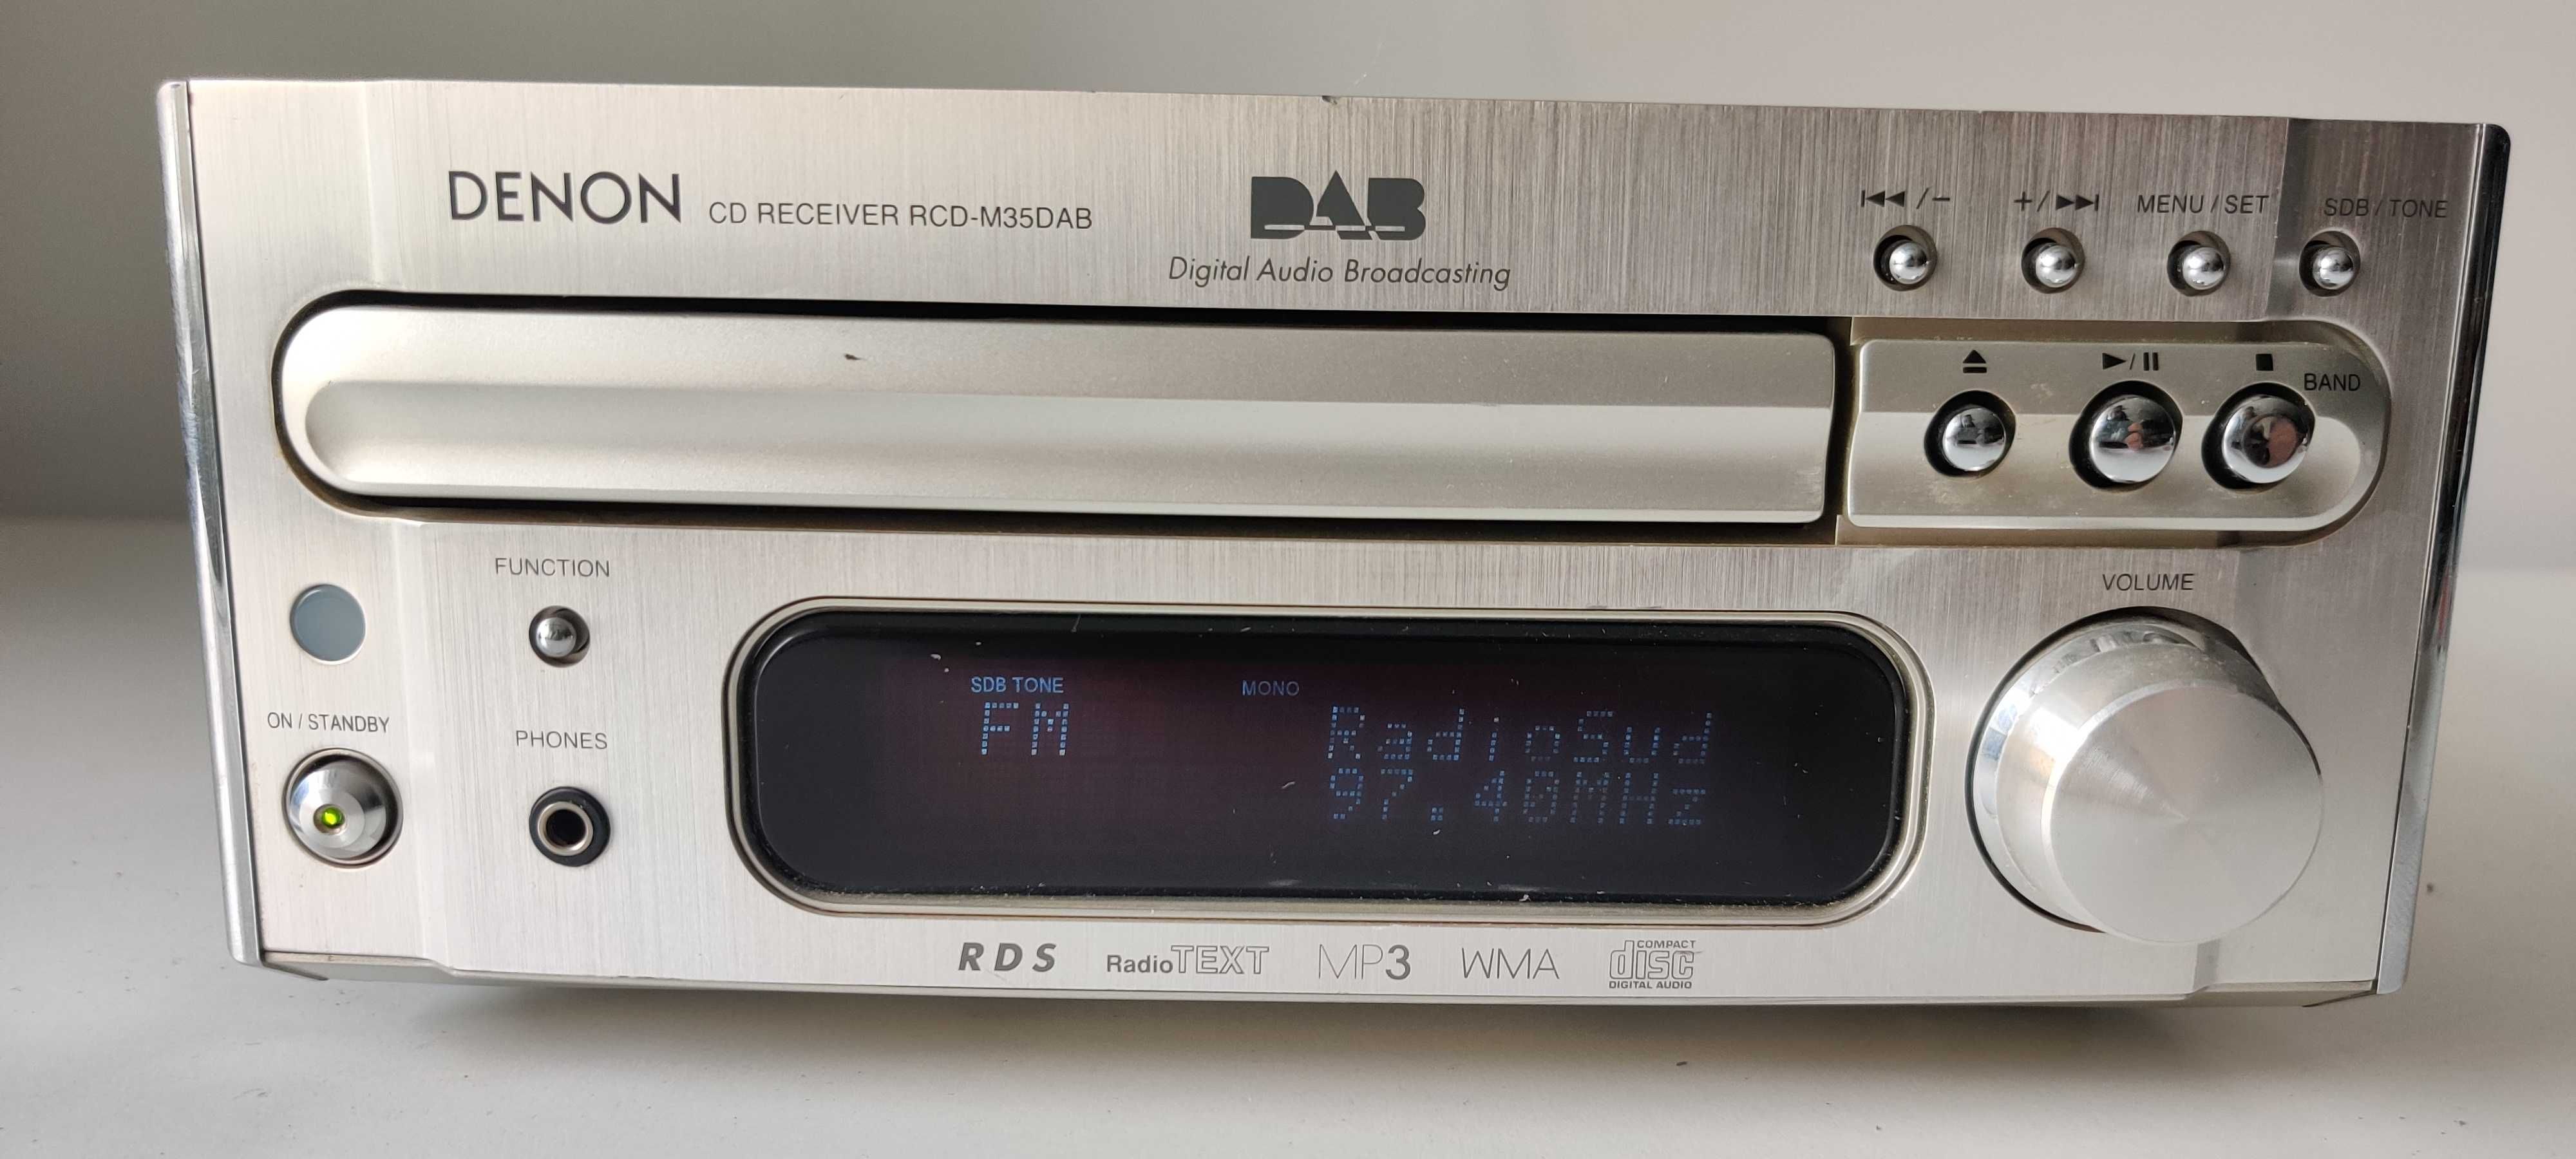 DENON CD RECEIVER RCD-M35DAB
DAB
Digital Audio Broadcasting
⏮/− +/⏭ MENU / SET SDB / TONE
⏏ ▶/⏸ ■ BAND
FUNCTION
VOLUME
ON / STANDBY
PHONES
SDB TONE MONO
FM RadioSud
97.40MHz
RDS RadioTEXT MP3 WMA COMPACT disc DIGITAL AUDIO